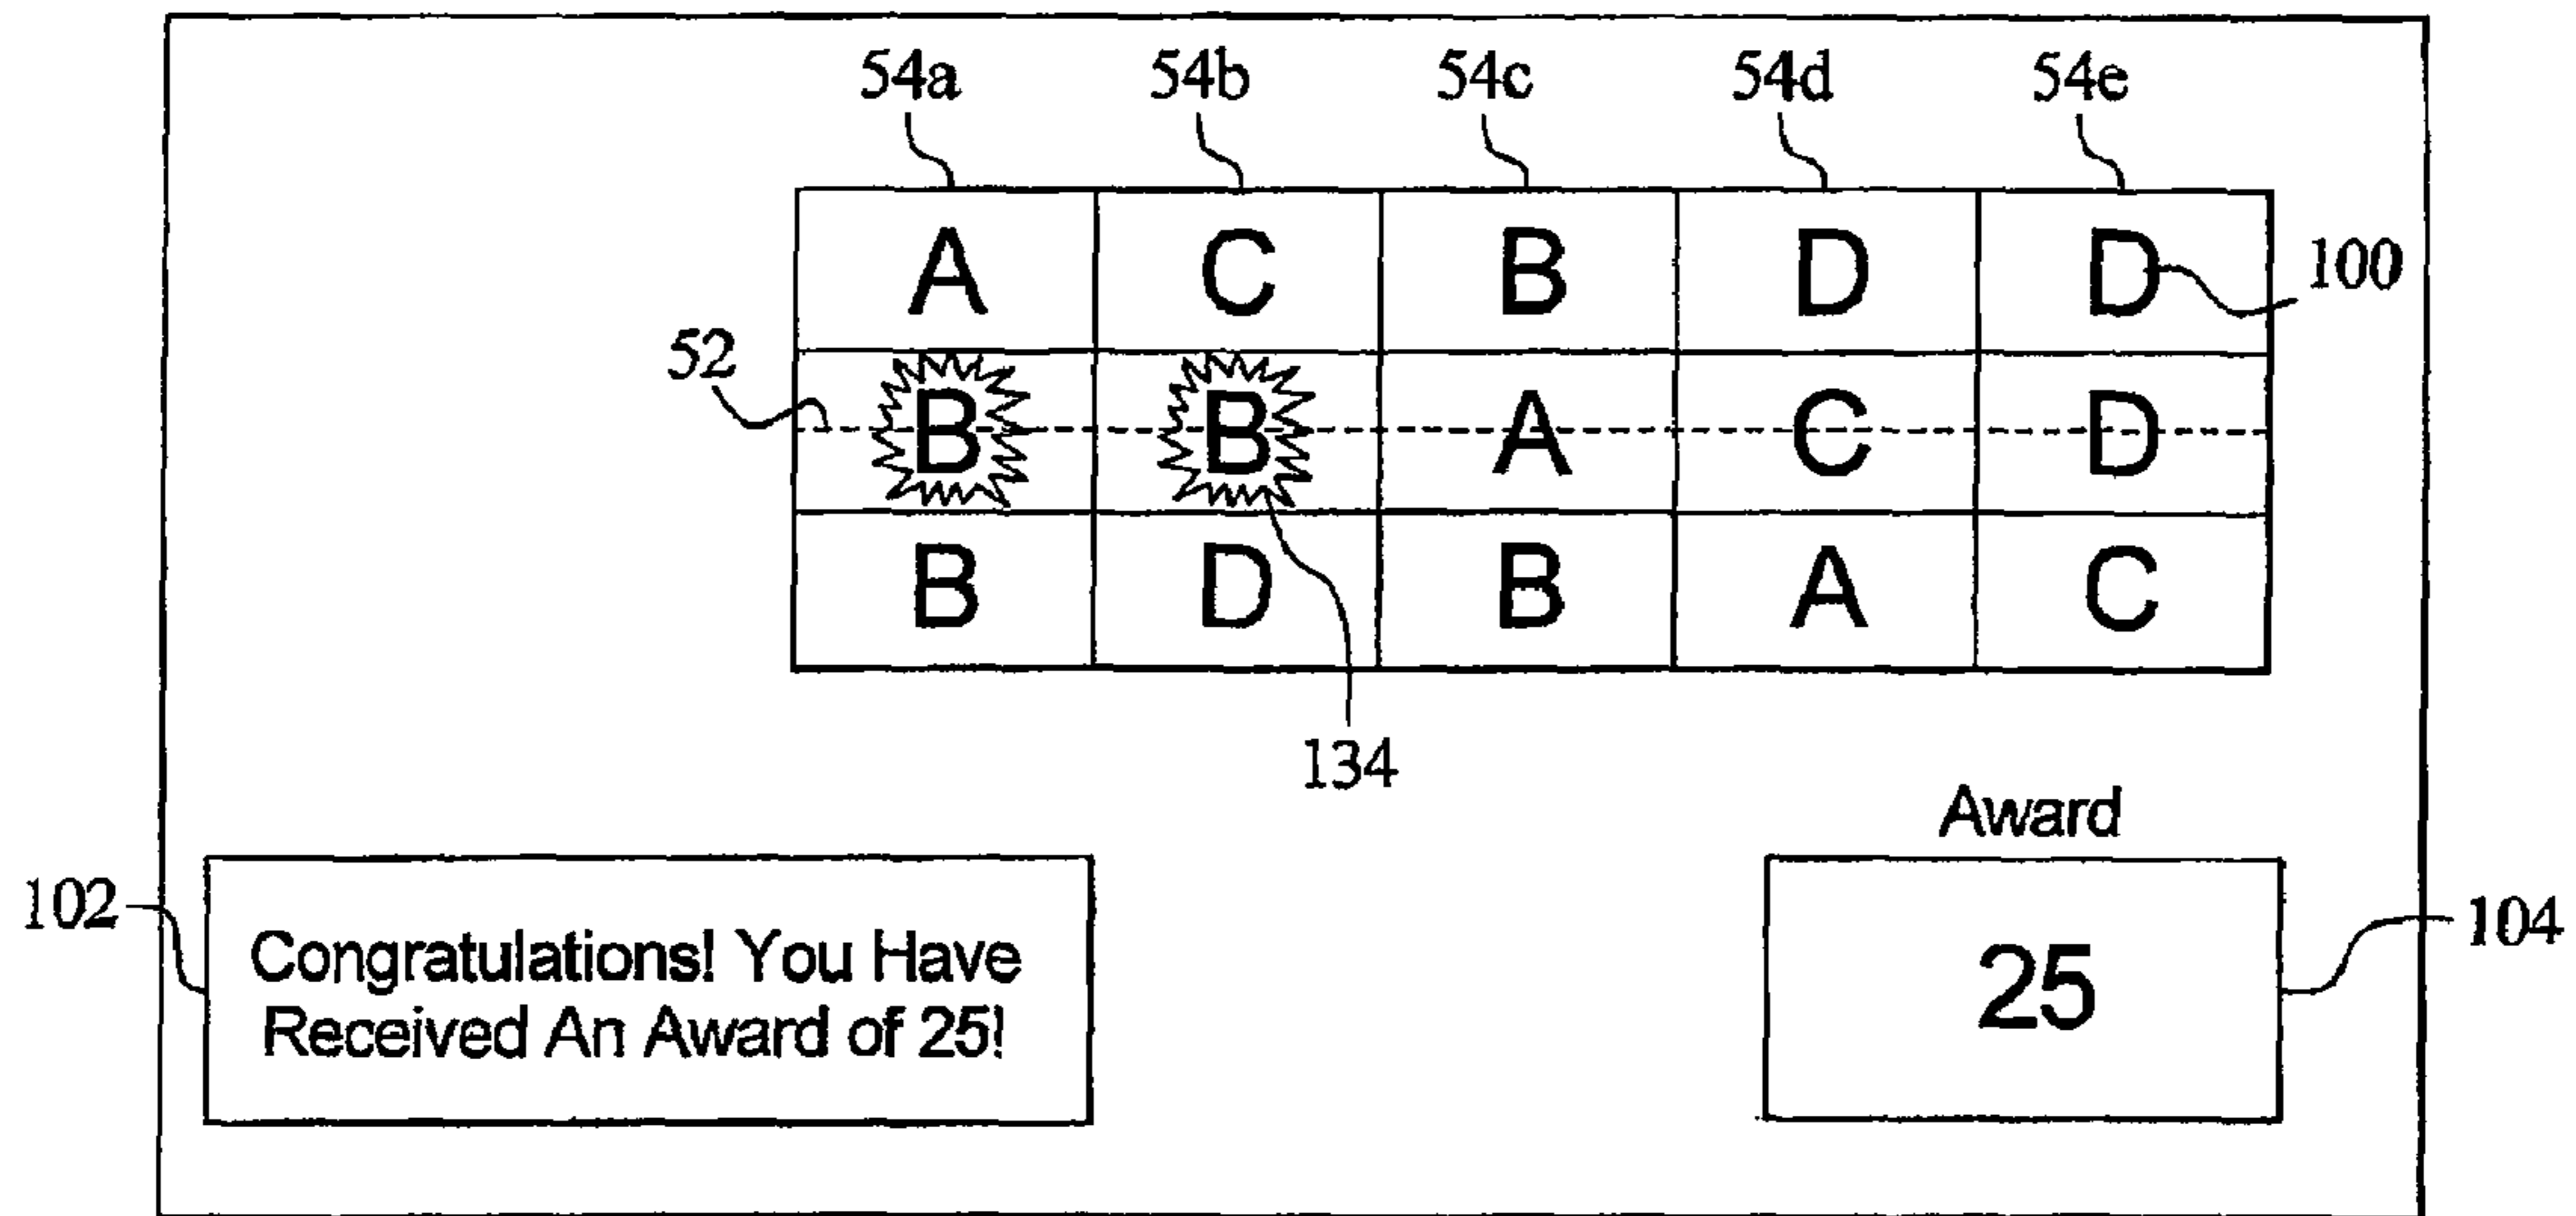 54a 54b 54c 54d 54e
A C B D D 100
52
B B A C D
B D B A C
134
Award
102
Congratulations! You Have
Received An Award of 25!
25
104